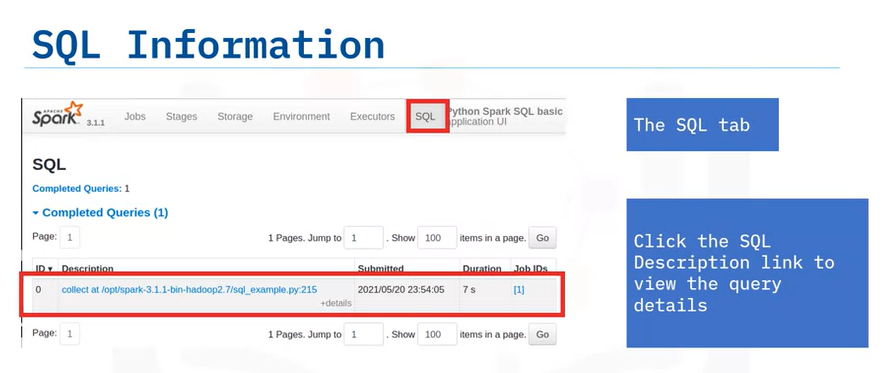 SQL Information
APACHE
Spark 3.1.1 Jobs Stages Storage Environment Executors SQL Python Spark SQL basic
application UI
The SQL tab
SQL
Completed Queries: 1
Completed Queries (1)
Page: 1 1 Pages. Jump to 1 . Show 100 items in a page. Go
ID ▾ Description Submitted Duration Job IDs
0 collect at /opt/spark-3.1.1-bin-hadoop2.7/sql_example.py:215 2021/05/20 23:54:05 7 s [1]
+details
Page: 1 1 Pages. Jump to 1 . Show 100 items in a page. Go
Click the SQL
Description link to
view the query
details